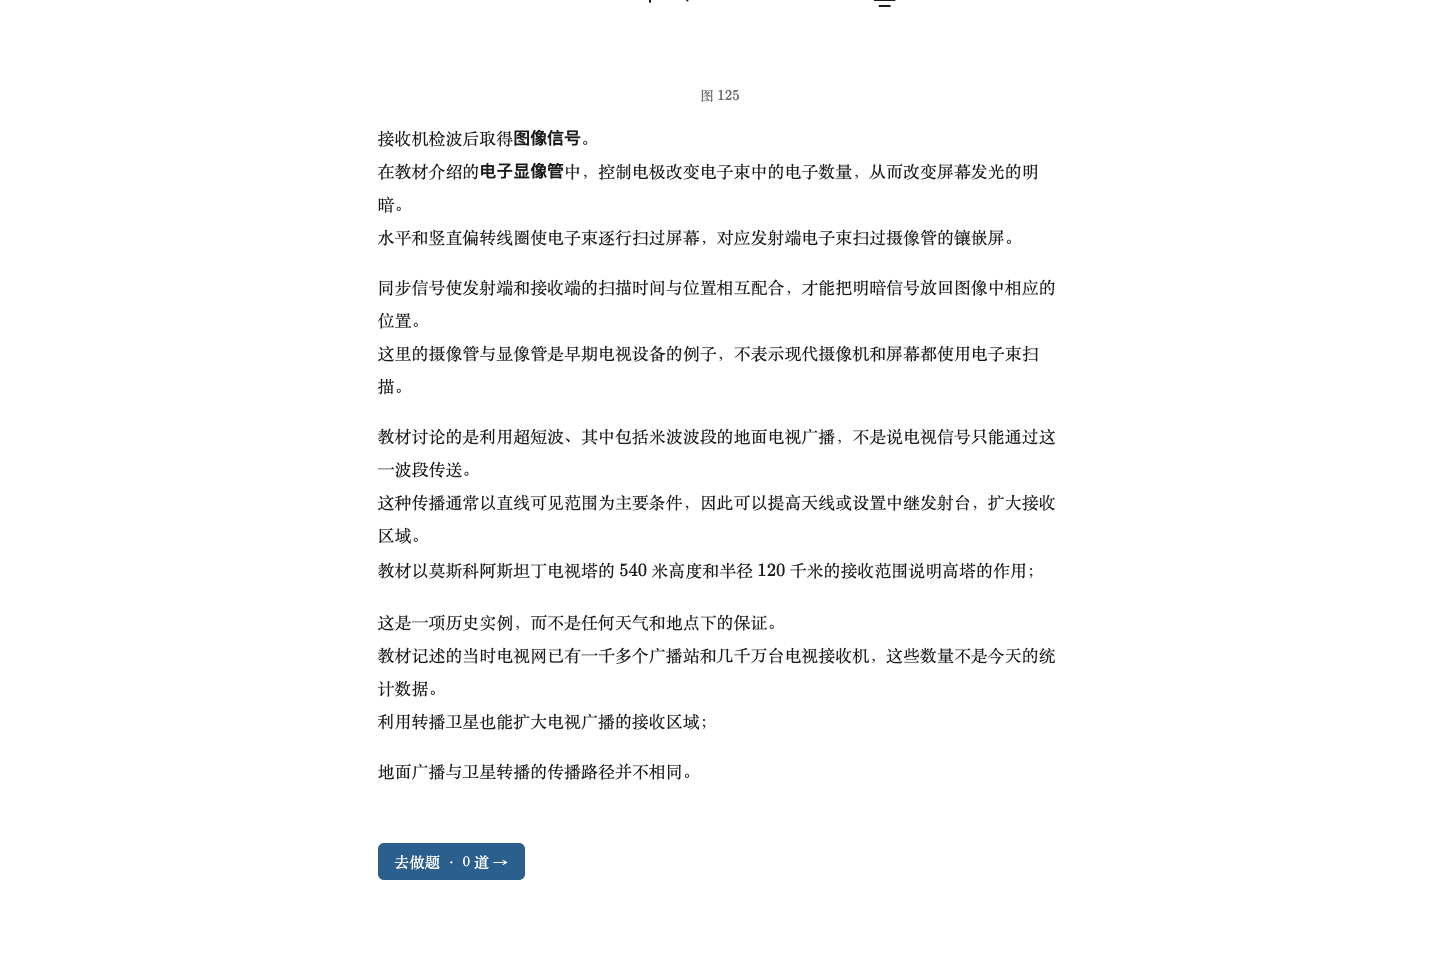 图 125
接收机检波后取得图像信号。
在教材介绍的电子显像管中，控制电极改变电子束中的电子数量，从而改变屏幕发光的明
暗。
水平和竖直偏转线圈使电子束逐行扫过屏幕，对应发射端电子束扫过摄像管的镶嵌屏。
同步信号使发射端和接收端的扫描时间与位置相互配合，才能把明暗信号放回图像中相应的
位置。
这里的摄像管与显像管是早期电视设备的例子，不表示现代摄像机和屏幕都使用电子束扫
描。
教材讨论的是利用超短波、其中包括米波波段的地面电视广播，不是说电视信号只能通过这
一波段传送。
这种传播通常以直线可见范围为主要条件，因此可以提高天线或设置中继发射台，扩大接收
区域。
教材以莫斯科阿斯坦丁电视塔的 540 米高度和半径 120 千米的接收范围说明高塔的作用；
这是一项历史实例，而不是任何天气和地点下的保证。
教材记述的当时电视网已有一千多个广播站和几千万台电视接收机，这些数量不是今天的统
计数据。
利用转播卫星也能扩大电视广播的接收区域；
地面广播与卫星转播的传播路径并不相同。
去做题 · 0 道 →